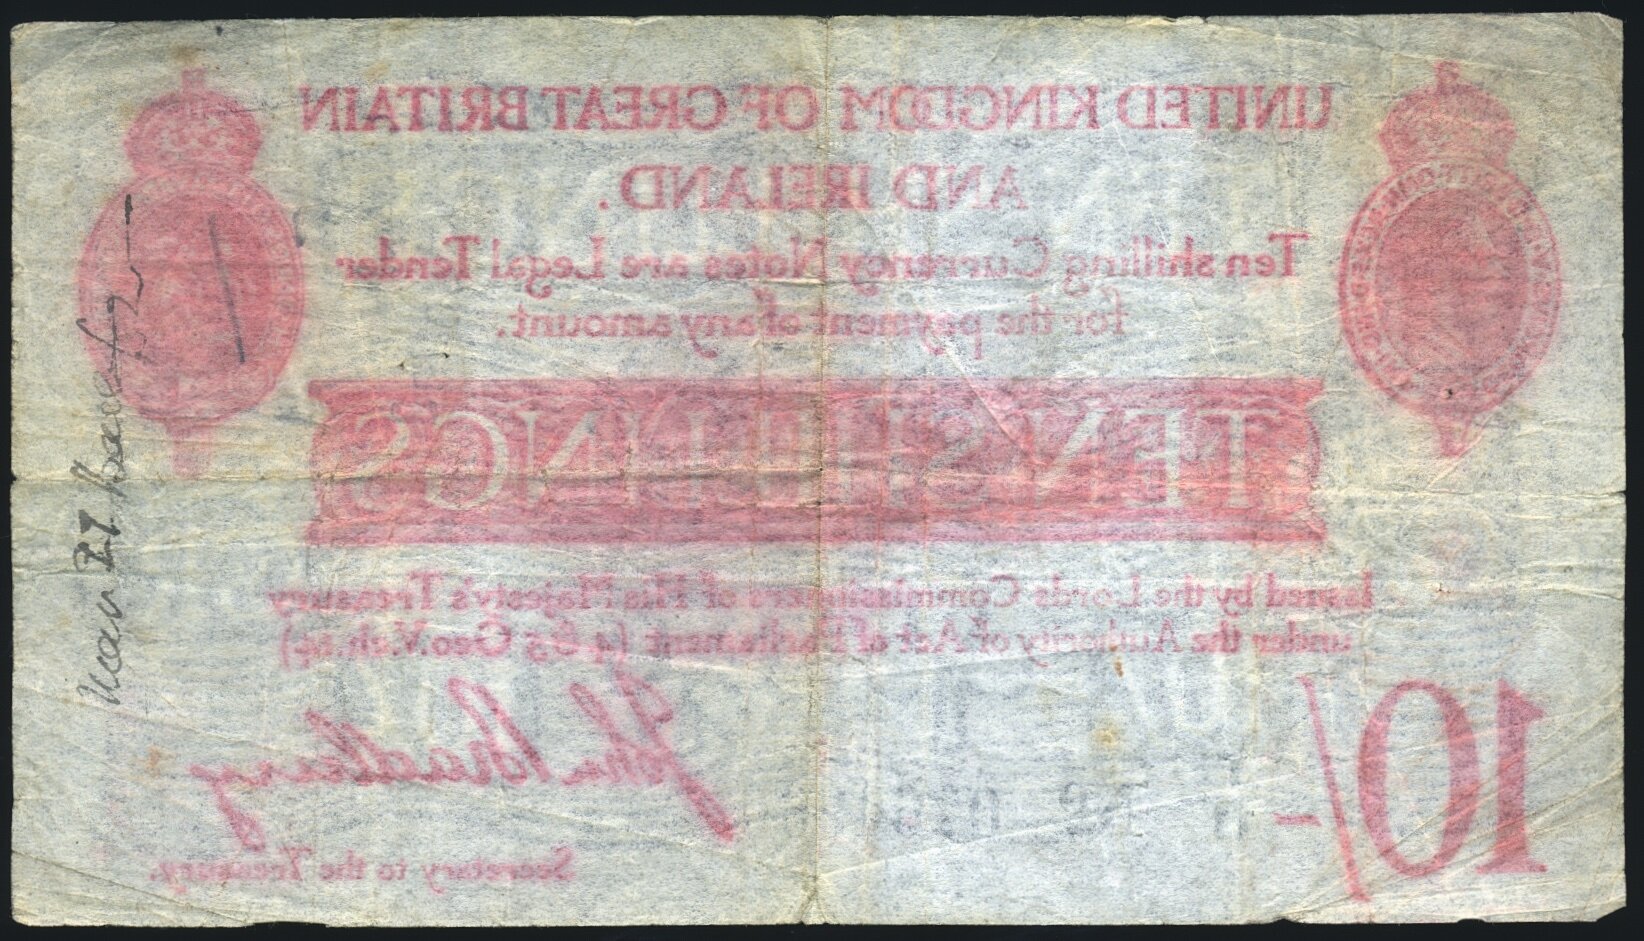 UNITED KINGDOM OF GREAT BRITAIN
AND IRELAND.
Ten shilling Currency Notes are Legal Tender
for the payment of any amount.
TEN SHILLINGS
Issued by the Lords Commissioners of His Majesty's Treasury
under the Authority of Act of Parliament (4 & 5 Geo.V.ch.14)
John Bradbury
Secretary to the Treasury.
10/-